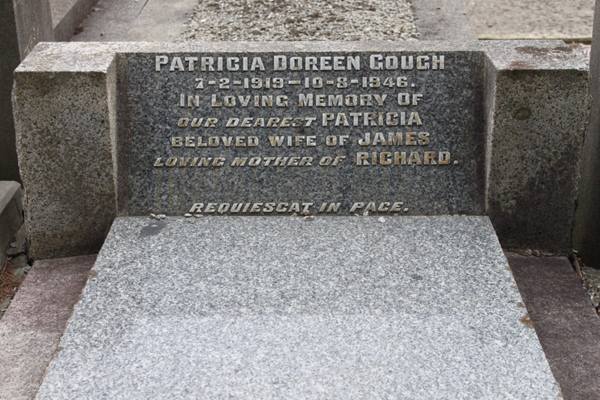 PATRICIA DOREEN GOUGH
7-2-1919-10-8-1946.
IN LOVING MEMORY OF
OUR DEAREST PATRICIA
BELOVED WIFE OF JAMES
LOVING MOTHER OF RICHARD.
REQUIESCAT IN PACE.